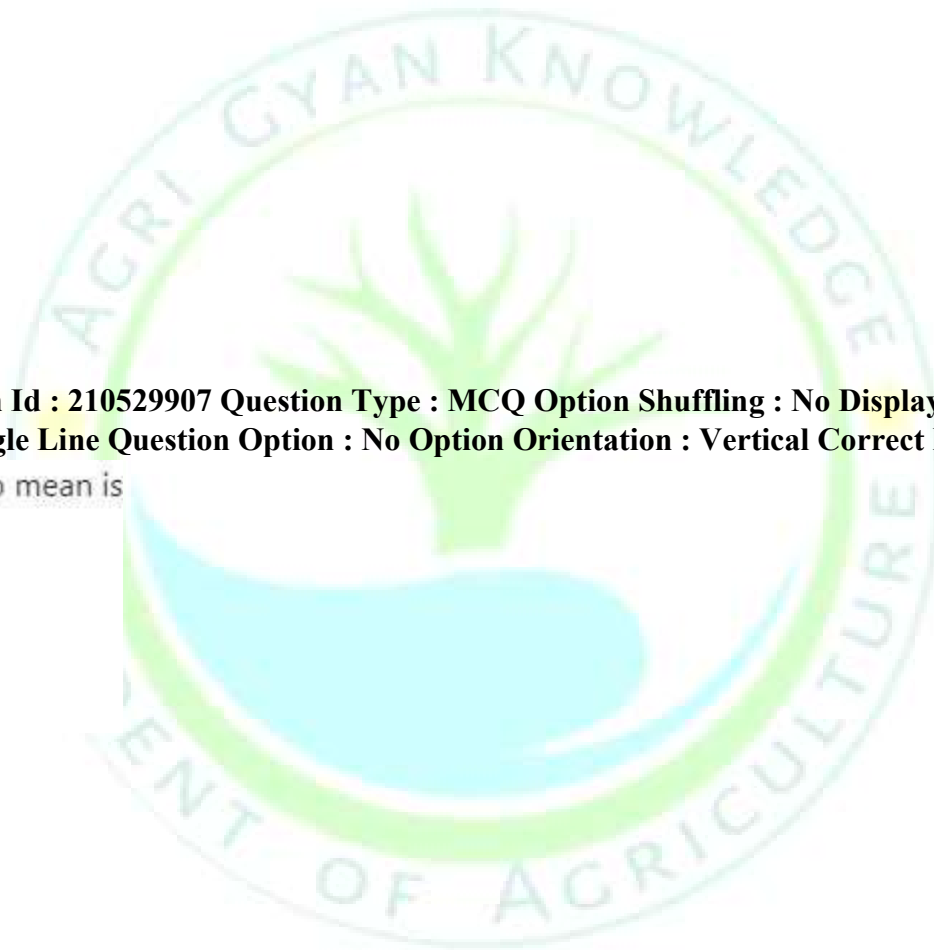 AGRI GYAN KNOWLEDGE
Id : 210529907 Question Type : MCQ Option Shuffling : No Display
Line Question Option : No Option Orientation : Vertical Correct
mean is
OF AGRICULTURE